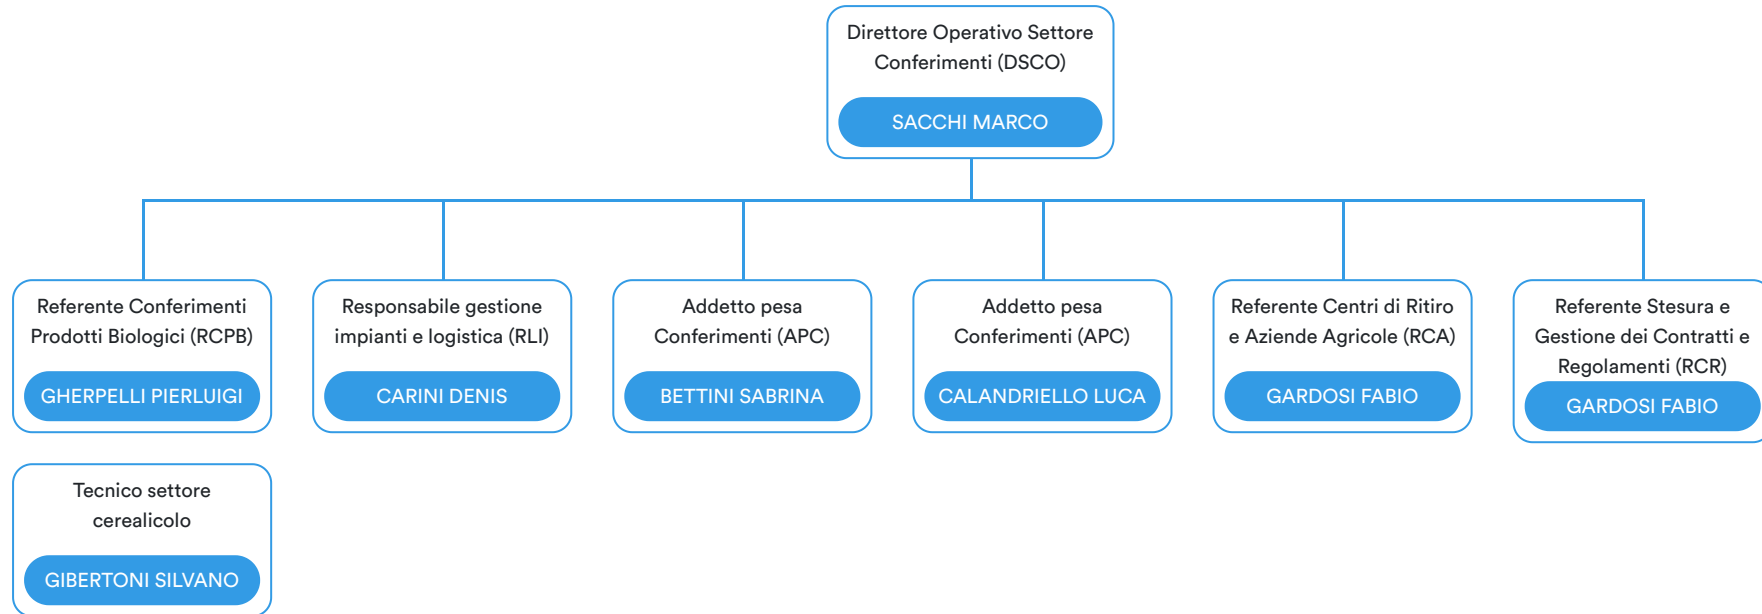 Direttore Operativo Settore
Conferimenti (DSCO)
SACCHI MARCO
Referente Conferimenti
Prodotti Biologici (RCPB)
GHERPELLI PIERLUIGI
Responsabile gestione
impianti e logistica (RLI)
CARINI DENIS
Addetto pesa
Conferimenti (APC)
BETTINI SABRINA
Addetto pesa
Conferimenti (APC)
CALANDRIELLO LUCA
Referente Centri di Ritiro
e Aziende Agricole (RCA)
GARDOSI FABIO
Referente Stesura e
Gestione dei Contratti e
Regolamenti (RCR)
GARDOSI FABIO
Tecnico settore
cerealicolo
GIBERTONI SILVANO